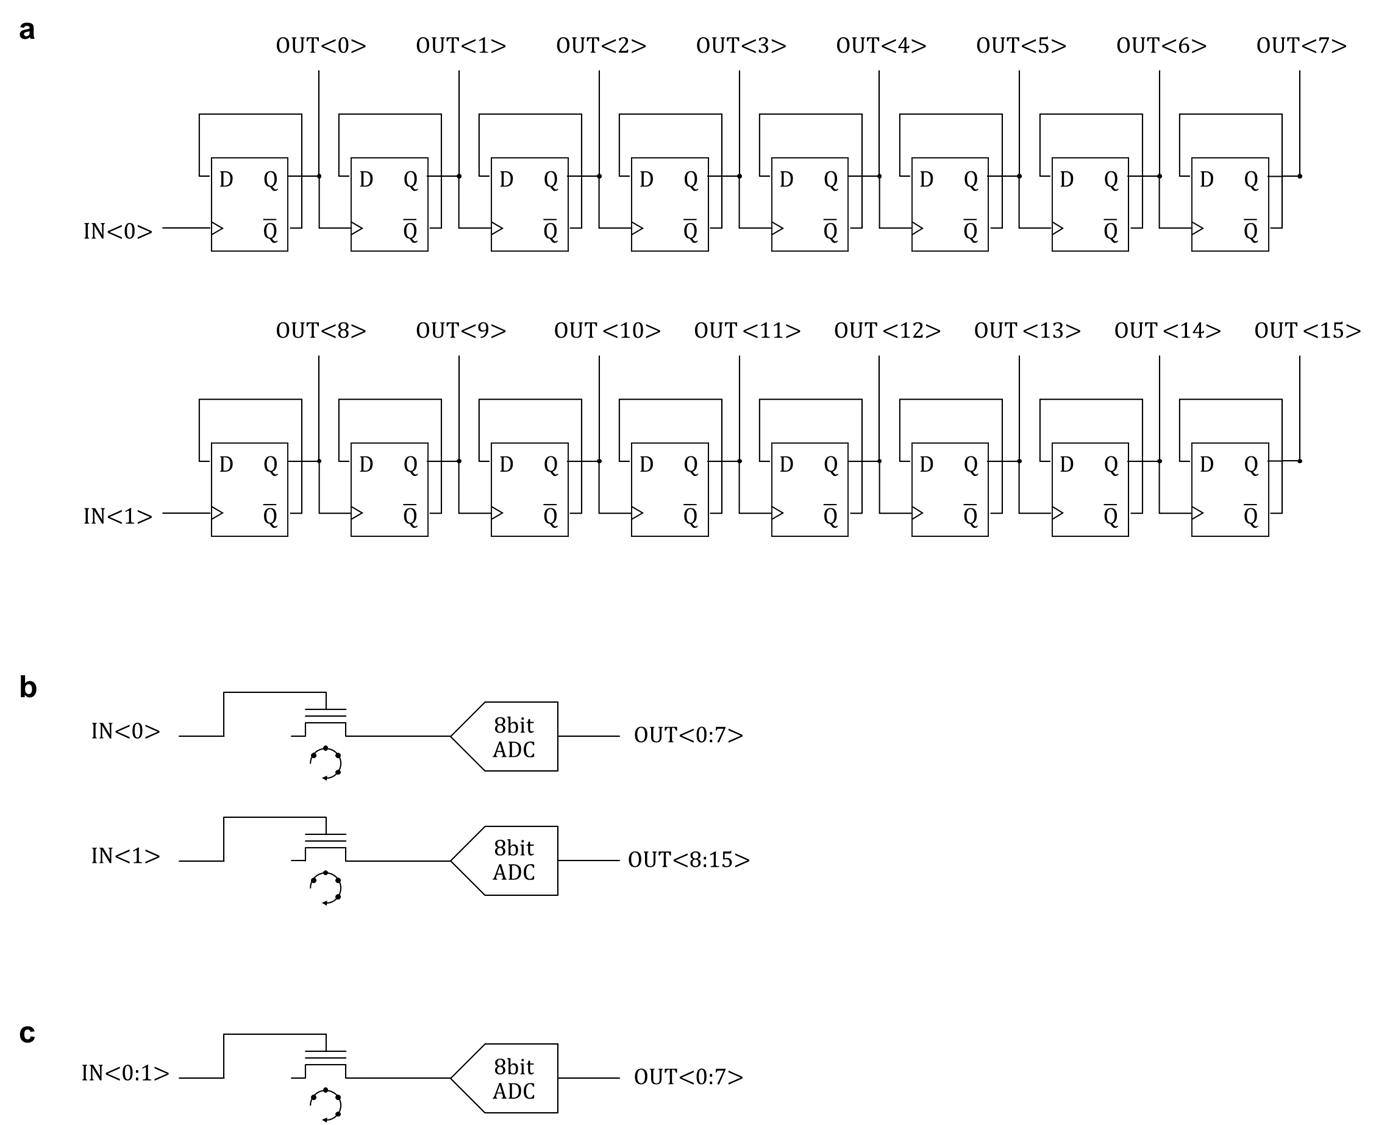 a
OUT<0> OUT<1> OUT<2> OUT<3> OUT<4> OUT<5> OUT<6> OUT<7>
D Q D Q D Q D Q D Q D Q D Q D Q
IN<0> Q̅ Q̅ Q̅ Q̅ Q̅ Q̅ Q̅ Q̅
OUT<8> OUT<9> OUT <10> OUT <11> OUT <12> OUT <13> OUT <14> OUT <15>
D Q D Q D Q D Q D Q D Q D Q D Q
IN<1> Q̅ Q̅ Q̅ Q̅ Q̅ Q̅ Q̅ Q̅
b
IN<0> 8bit OUT<0:7>
ADC
IN<1> 8bit OUT<8:15>
ADC
c
IN<0:1> 8bit OUT<0:7>
ADC